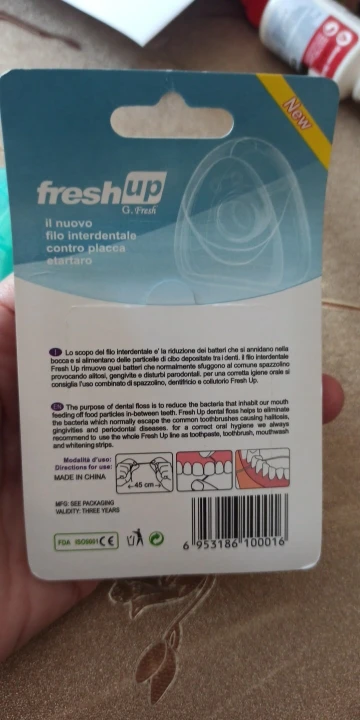 New
fresh up
G. Fresh
il nuovo
filo interdentale
contro placca
etartaro
I Lo scopo del filo interdentale e' la riduzione dei batteri che si annidano nella
bocca e si alimentano delle particelle di cibo depositate tra i denti. il filo interdentale
Fresh Up rimuove quei batteri che normalmente sfuggono al comune spazzolino
provocando alitosi, gengivite e disturbi parodontali. per una corretta igiene orale si
consiglia l'uso combinato di spazzolino, dentifricio e collutorio Fresh Up.
EN The purpose of dental floss is to reduce the bacteria that inhabit our mouth
feeding off food particles in-between teeth. Fresh Up dental floss helps to eliminate
the bacteria which normally escape the common toothbrushes causing halitosis,
gingivities and periodontal diseases. for a correct oral hygiene we always
recommend to use the whole Fresh Up line as toothpaste, toothbrush, mouthwash
and whitening strips.
Modalità d'uso:
Directions for use:
MADE IN CHINA
45 cm
MFG: SEE PACKAGING
VALIDITY: THREE YEARS
FDA ISO9001 CE
6 953186 100016